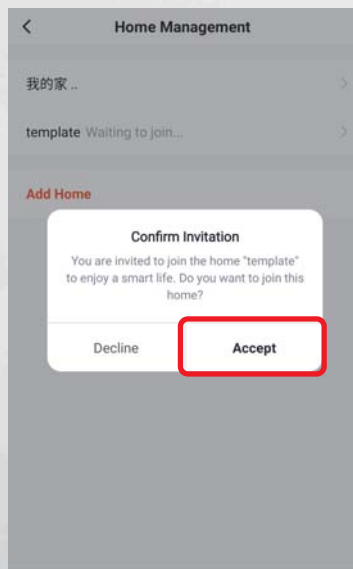 Home Management
我的家 ..
template Waiting to join...
Add Home
Confirm Invitation
You are invited to join the home "template"
to enjoy a smart life. Do you want to join this
home?
Decline
Accept